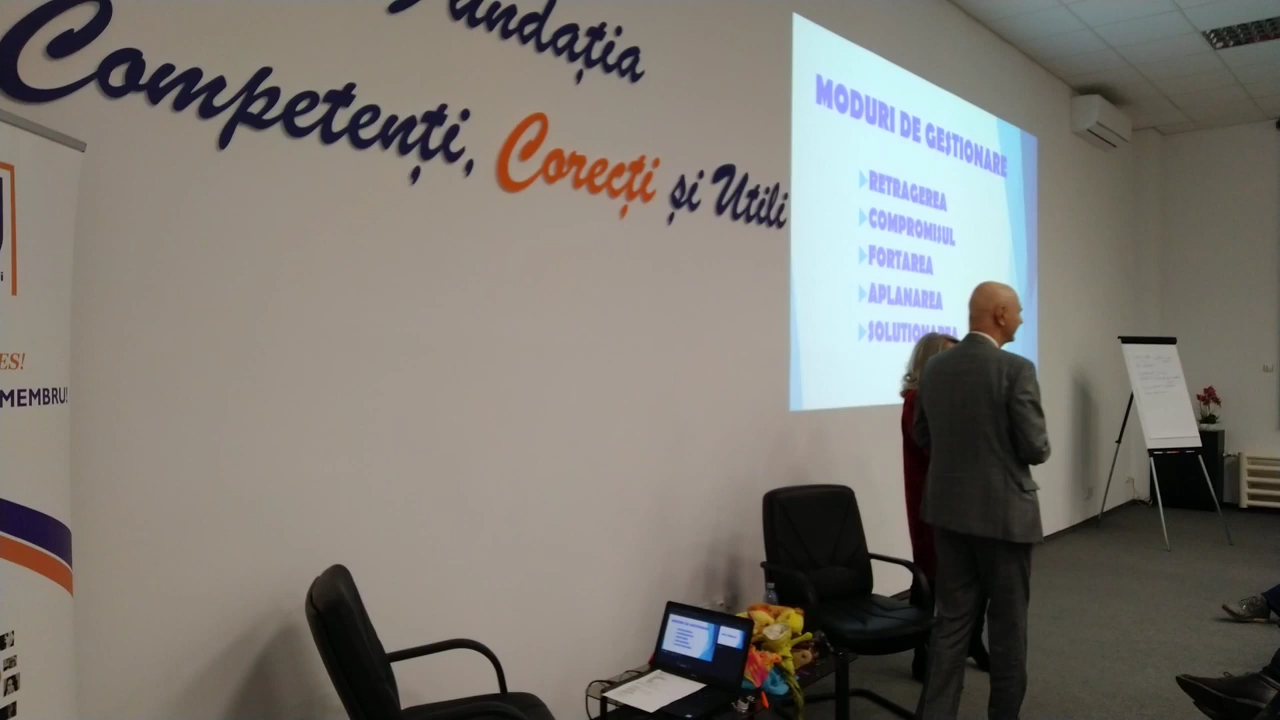 Fundația
Competenți, Corecți și Utili
MODURI DE GESTIONARE
RETRAGEREA
COMPROMISUL
FORTAREA
APLANAREA
SOLUTIONAREA
ES!
MEMBRU!